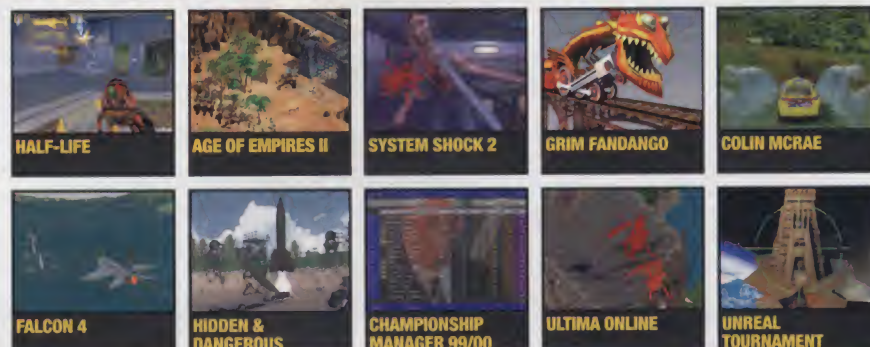 HALF-LIFE
AGE OF EMPIRES II
SYSTEM SHOCK 2
GRIM FANDANGO
COLIN MCRAE
FALCON 4
HIDDEN &
DANGEROUS
CHAMPIONSHIP
MANAGER 99/00
ULTIMA ONLINE
UNREAL
TOURNAMENT